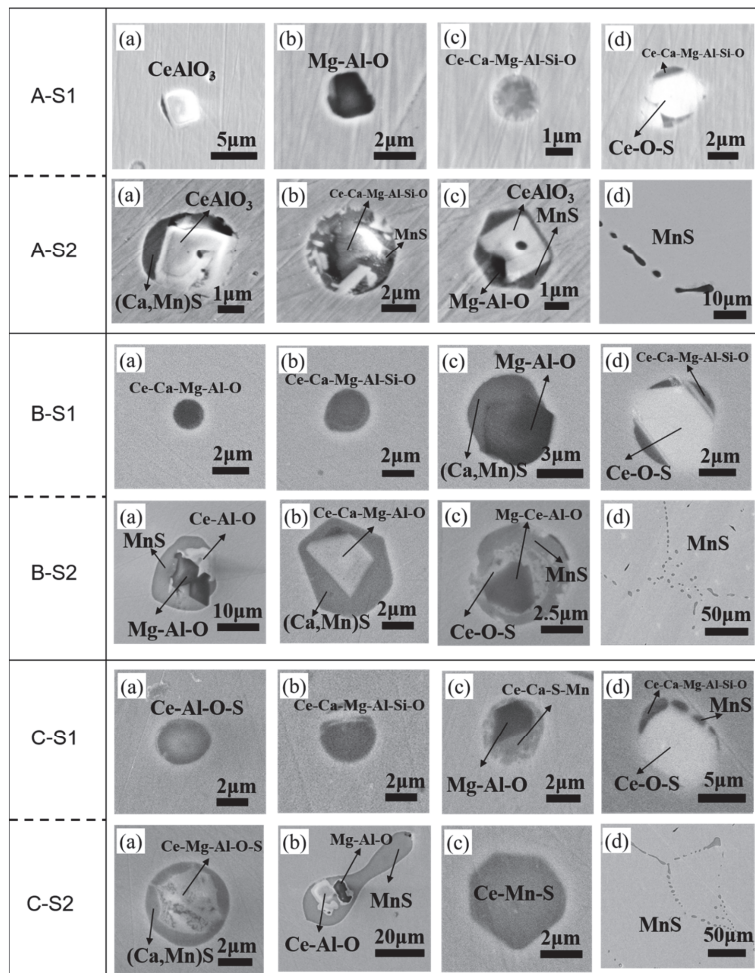 A-S1
(a)
CeAlO₃
5μm
(b)
Mg-Al-O
2μm
(c)
Ce-Ca-Mg-Al-Si-O
1μm
(d)
Ce-Ca-Mg-Al-Si-O
Ce-O-S
2μm
A-S2
(a)
CeAlO₃
(Ca,Mn)S
1μm
(b)
Ce-Ca-Mg-Al-Si-O
MnS
2μm
(c)
CeAlO₃
MnS
Mg-Al-O
1μm
(d)
MnS
10μm
B-S1
(a)
Ce-Ca-Mg-Al-O
2μm
(b)
Ce-Ca-Mg-Al-Si-O
2μm
(c)
Mg-Al-O
(Ca,Mn)S
3μm
(d)
Ce-Ca-Mg-Al-Si-O
Ce-O-S
2μm
B-S2
(a)
Ce-Al-O
MnS
Mg-Al-O
10μm
(b)
Ce-Ca-Mg-Al-O
(Ca,Mn)S
2μm
(c)
Mg-Ce-Al-O
MnS
Ce-O-S
2.5μm
(d)
MnS
50μm
C-S1
(a)
Ce-Al-O-S
2μm
(b)
Ce-Ca-Mg-Al-Si-O
2μm
(c)
Ce-Ca-S-Mn
Mg-Al-O
2μm
(d)
Ce-Ca-Mg-Al-Si-O
MnS
Ce-O-S
5μm
C-S2
(a)
Ce-Mg-Al-O-S
(Ca,Mn)S
2μm
(b)
Mg-Al-O
MnS
Ce-Al-O
20μm
(c)
Ce-Mn-S
2μm
(d)
MnS
50μm